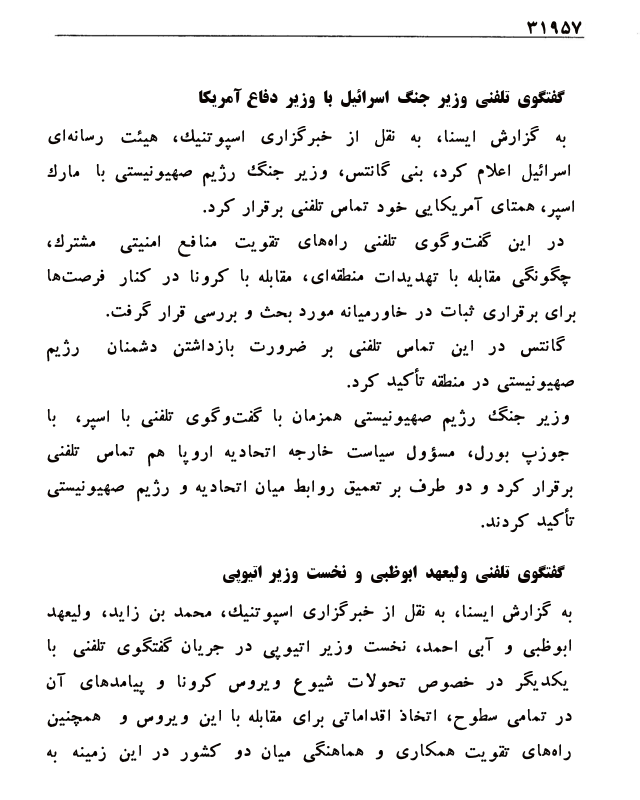 ۳۱۹۵۷
گفتگوی تلفنی وزیر جنگ اسرائیل با وزیر دفاع آمریکا
به گزارش ایسنا، به نقل از خبرگزاری اسپوتنیك، هیئت رسانه‌ای
اسرائیل اعلام کرد، بنی گانتس، وزیر جنگ رژیم صهیونیستی با مارك
اسپر، همتای آمریکایی خود تماس تلفنی برقرار کرد.
در این گفت‌وگوی تلفنی راه‌های تقویت منافع امنیتی مشترك،
چگونگی مقابله با تهدیدات منطقه‌ای، مقابله با کرونا در کنار فرصت‌ها
برای برقراری ثبات در خاورمیانه مورد بحث و بررسی قرار گرفت.
گانتس در این تماس تلفنی بر ضرورت بازداشتن دشمنان رژیم
صهیونیستی در منطقه تأکید کرد.
وزیر جنگ رژیم صهیونیستی همزمان با گفت‌وگوی تلفنی با اسپر، با
جوزپ بورل، مسؤول سیاست خارجه اتحادیه اروپا هم تماس تلفنی
برقرار کرد و دو طرف بر تعمیق روابط میان اتحادیه و رژیم صهیونیستی
تأکید کردند.
گفتگوی تلفنی ولیعهد ابوظبی و نخست وزیر اتیوپی
به گزارش ایسنا، به نقل از خبرگزاری اسپوتنیك، محمد بن زاید، ولیعهد
ابوظبی و آبی احمد، نخست وزیر اتیوپی در جریان گفتگوی تلفنی با
یکدیگر در خصوص تحولات شیوع ویروس کرونا و پیامدهای آن
در تمامی سطوح، اتخاذ اقداماتی برای مقابله با این ویروس و همچنین
راه‌های تقویت همکاری و هماهنگی میان دو کشور در این زمینه به